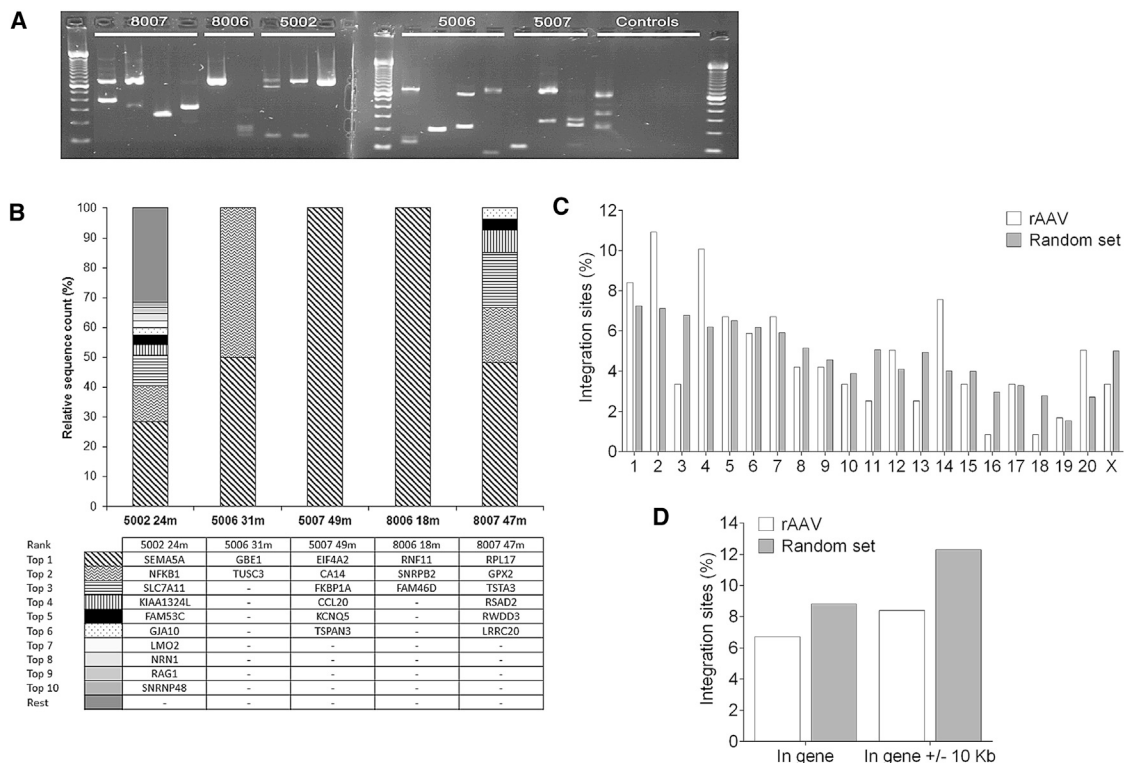 A
8007 8006 5002 5006 5007 Controls
B
Relative sequence count (%)
100
90
80
70
60
50
40
30
20
10
0
5002 24m 5006 31m 5007 49m 8006 18m 8007 47m
Rank 5002 24m 5006 31m 5007 49m 8006 18m 8007 47m
Top 1 SEMA5A GBE1 EIF4A2 RNF11 RPL17
Top 2 NFKB1 TUSC3 CA14 SNRPB2 GPX2
Top 3 SLC7A11 - FKBP1A FAM46D TSTA3
Top 4 KIAA1324L - CCL20 - RSAD2
Top 5 FAM53C - KCNQ5 - RWDD3
Top 6 GJA10 - TSPAN3 - LRRC20
Top 7 LMO2 - - - -
Top 8 NRN1 - - - -
Top 9 RAG1 - - - -
Top 10 SNRNP48 - - - -
Rest - - - - -
C
Integration sites (%)
12
10
8
6
4
2
0
rAAV
Random set
1 2 3 4 5 6 7 8 9 10 11 12 13 14 15 16 17 18 19 20 X
D
Integration sites (%)
14
12
10
8
6
4
2
0
rAAV
Random set
In gene In gene +/- 10 Kb